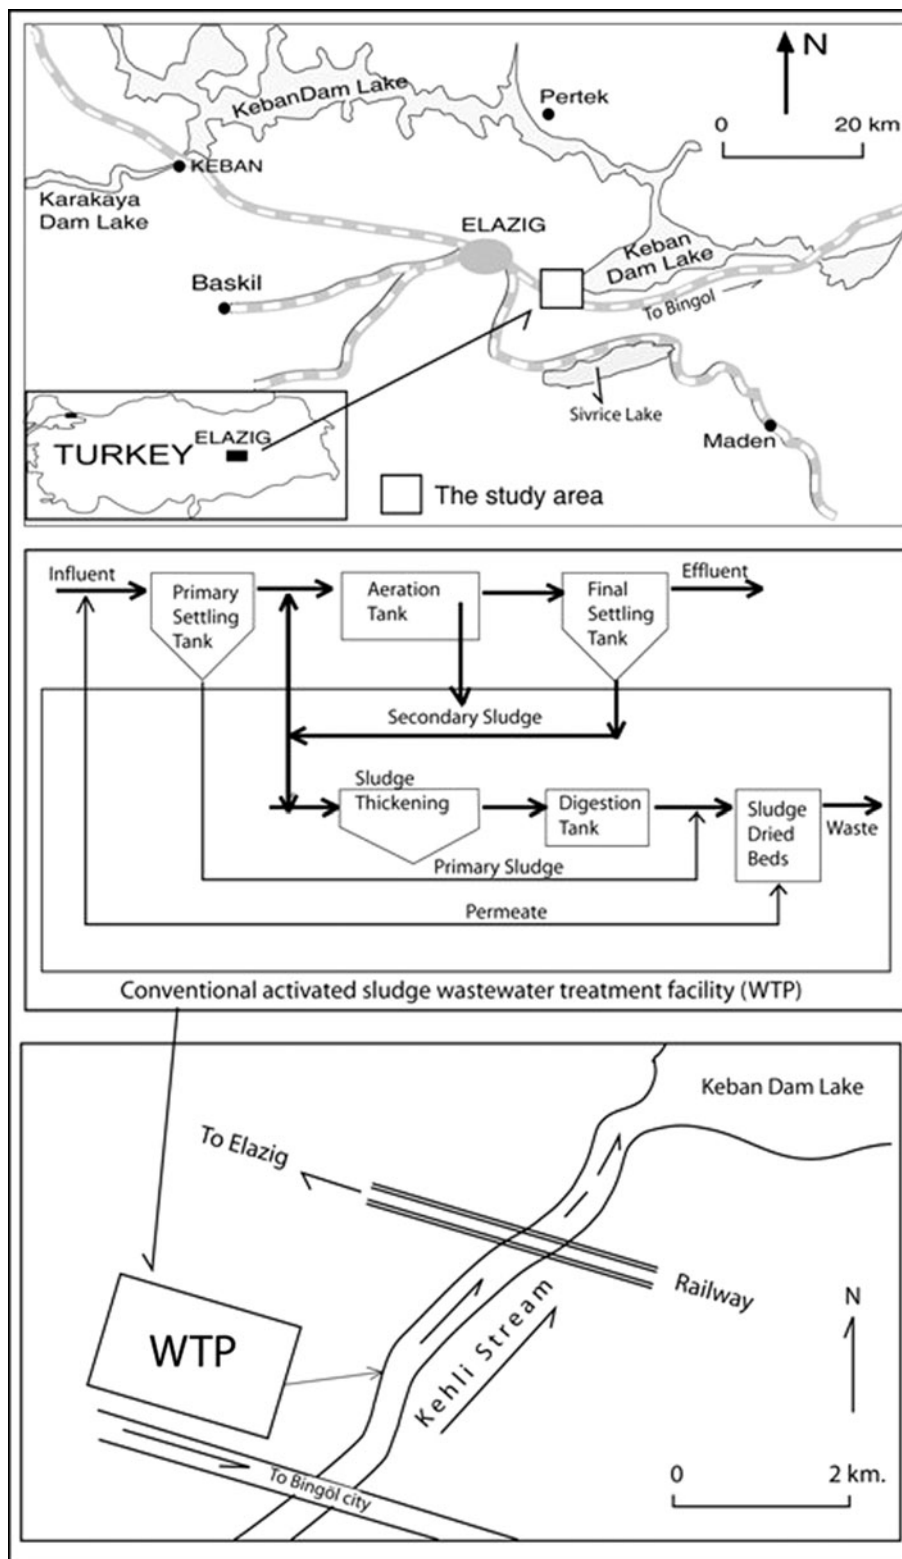 N
KebanDam Lake
Pertek
0 20 km
KEBAN
Karakaya
Dam Lake
ELAZIG
Keban
Dam Lake
Baskil
To Bingol
Sivrice Lake
Maden
TURKEY
ELAZIG
The study area
Influent
Primary
Settling
Tank
Aeration
Tank
Final
Settling
Tank
Effluent
Secondary Sludge
Sludge
Thickening
Digestion
Tank
Sludge
Dried
Beds
Waste
Primary Sludge
Permeate
Conventional activated sludge wastewater treatment facility (WTP)
Keban Dam Lake
To Elazig
Railway
N
WTP
Kehli Stream
To Bingöl city
0 2 km.